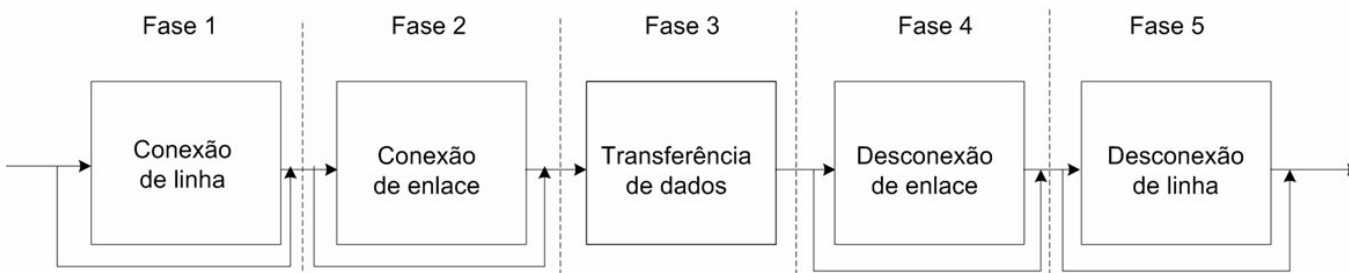 Fase 1
Fase 2
Fase 3
Fase 4
Fase 5
Conexão
de linha
Conexão
de enlace
Transferência
de dados
Desconexão
de enlace
Desconexão
de linha